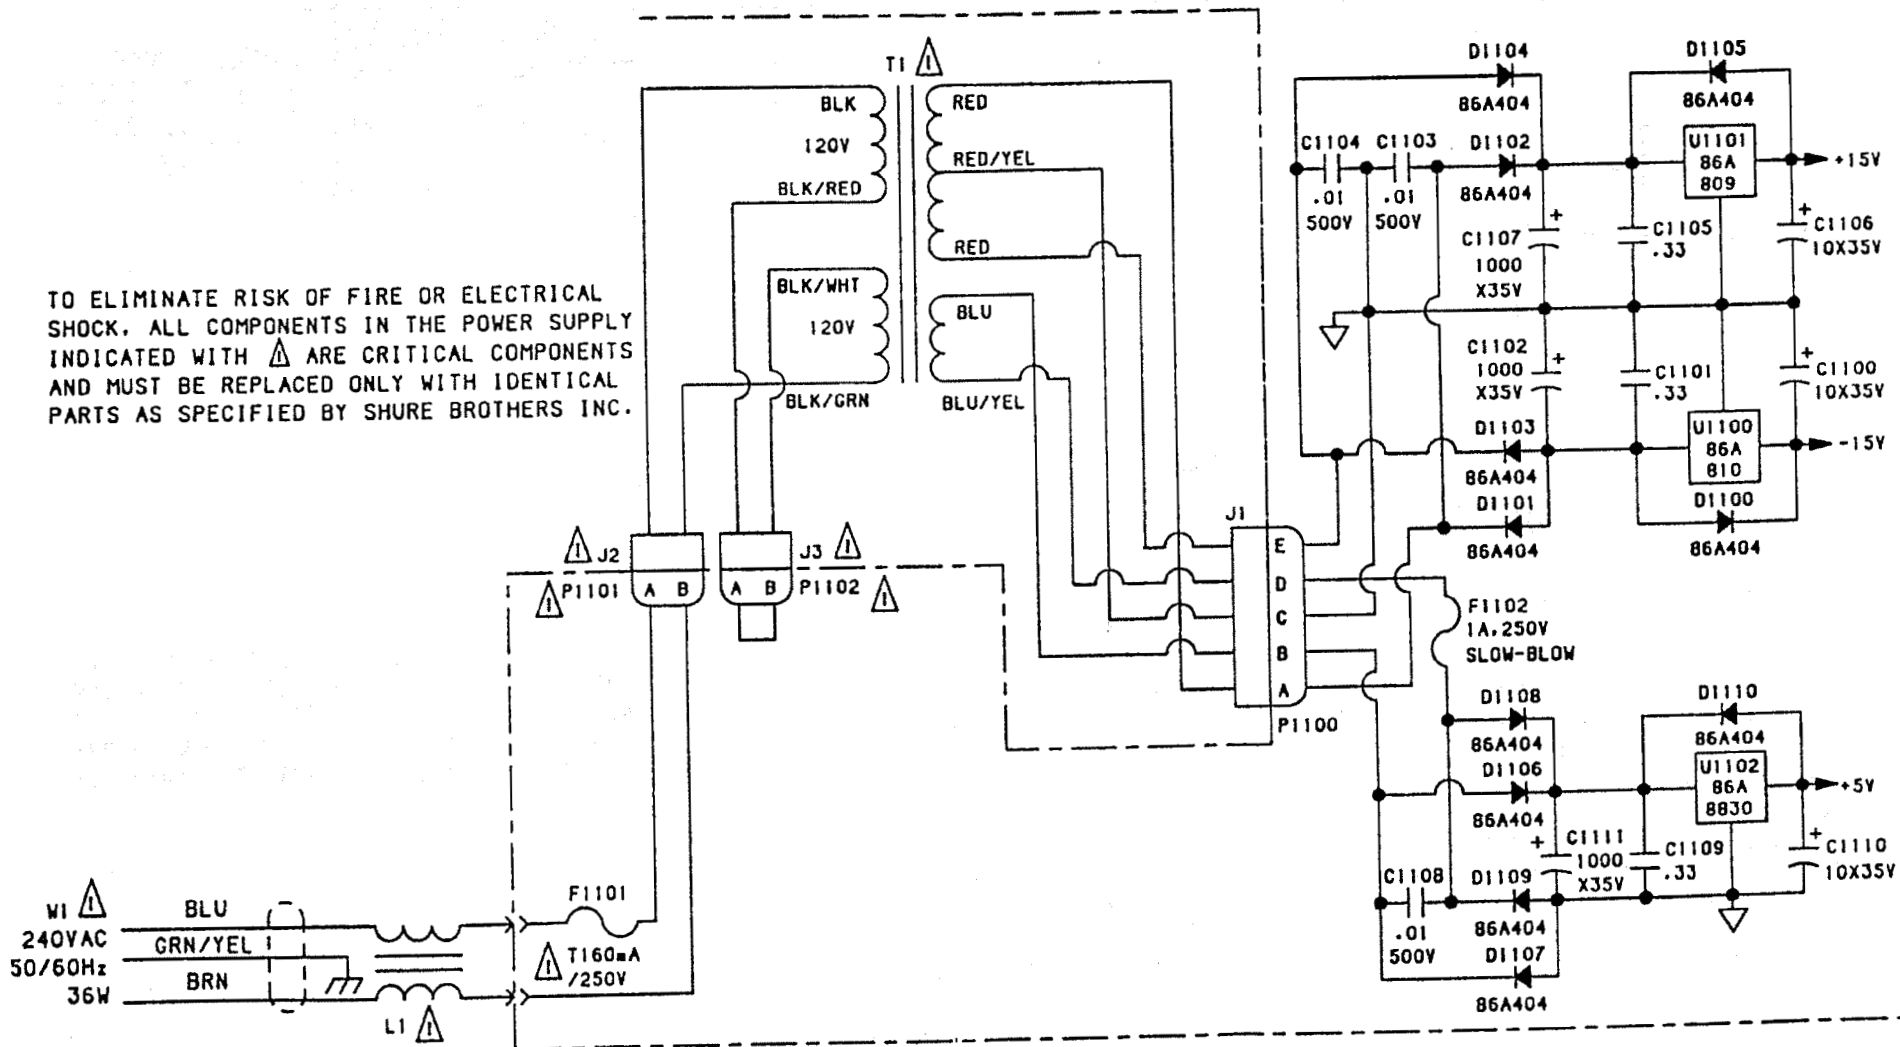 T1
BLK
120V
BLK/RED
BLK/WHT
120V
BLK/GRN
RED
RED/YEL
RED
BLU
BLU/YEL
TO ELIMINATE RISK OF FIRE OR ELECTRICAL
SHOCK, ALL COMPONENTS IN THE POWER SUPPLY
INDICATED WITH ! ARE CRITICAL COMPONENTS
AND MUST BE REPLACED ONLY WITH IDENTICAL
PARTS AS SPECIFIED BY SHURE BROTHERS INC.
D1104
86A404
D1105
86A404
C1104
.01
500V
C1103
.01
500V
D1102
86A404
U1101
86A
809
+15V
C1107
1000
X35V
+
C1105
.33
+
C1106
10X35V
C1102
1000
X35V
+
C1101
.33
+
C1100
10X35V
D1103
86A404
U1100
86A
810
-15V
D1101
86A404
D1100
86A404
J2
P1101
A B
J3
P1102
A B
J1
E
D
C
B
A
P1100
F1102
1A,250V
SLOW-BLOW
D1108
86A404
D1110
86A404
D1106
86A404
U1102
86A
8830
+5V
+
C1111
1000
X35V
C1109
.33
+
C1110
10X35V
C1108
.01
500V
D1109
86A404
D1107
86A404
W1
240VAC
50/60Hz
36W
BLU
GRN/YEL
BRN
L1
F1101
T160mA
/250V